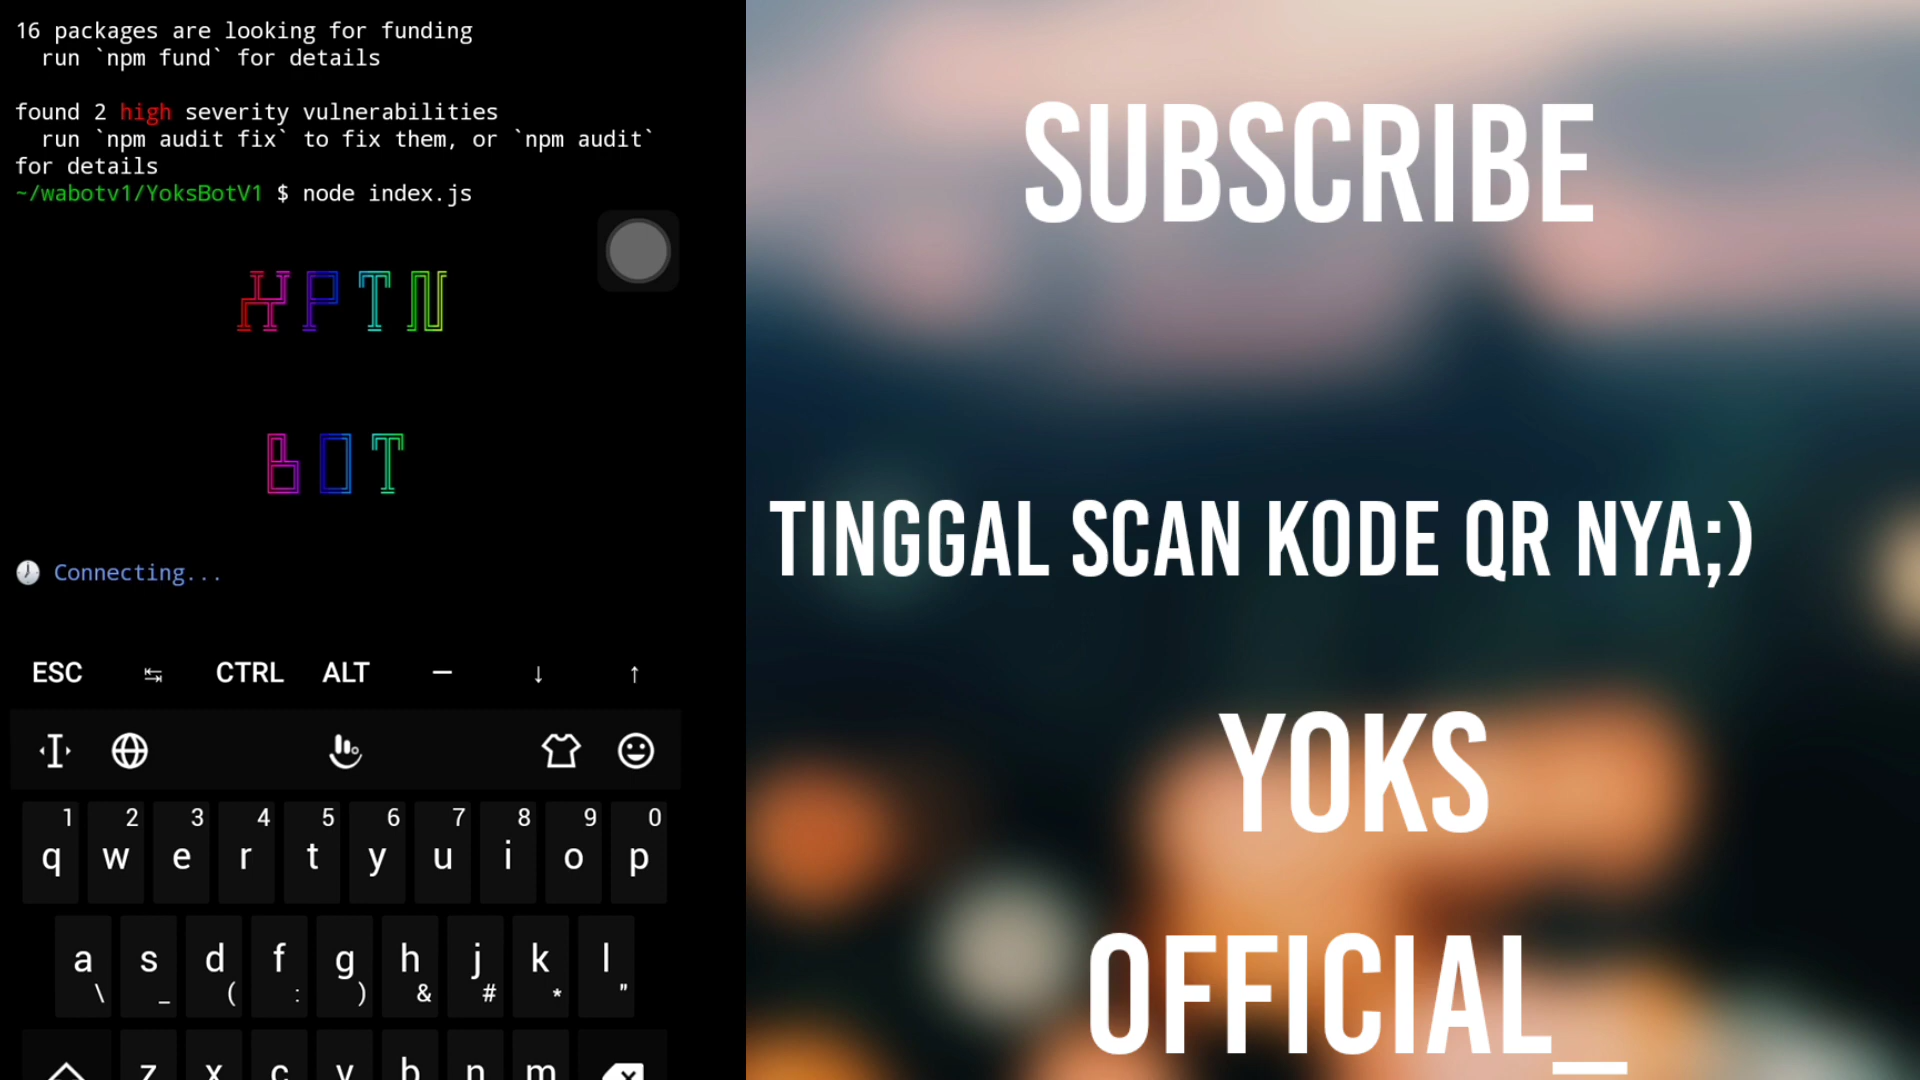 16 packages are looking for funding
run `npm fund` for details
found 2 high severity vulnerabilities
run `npm audit fix` to fix them, or `npm audit`
for details
~/wabotv1/YoksBotV1 $ node index.js
XPTN
BOT
🕖 Connecting...
ESC ↹ CTRL ALT — ↓ ↑
1 2 3 4 5 6 7 8 9 0
q w e r t y u i o p
a s d f g h j k l
\ _ ( : ) & # * "
z x c v b n m
SUBSCRIBE
TINGGAL SCAN KODE QR NYA;)
YOKS
OFFICIAL_